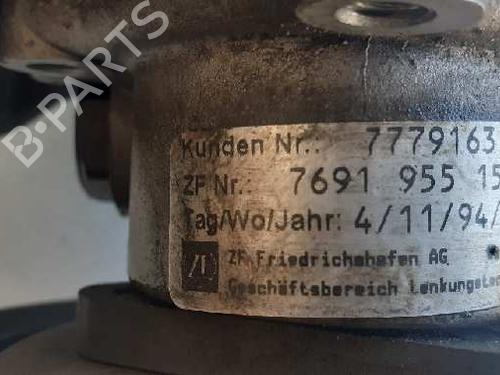 B-PARTS
Kunden Nr.: 7779163
ZF Nr.: 7691 955 15
Tag/Wo/Jahr: 4/11/94/
ZF Friedrichshafen AG
Geschäftsbereich Lenkungste